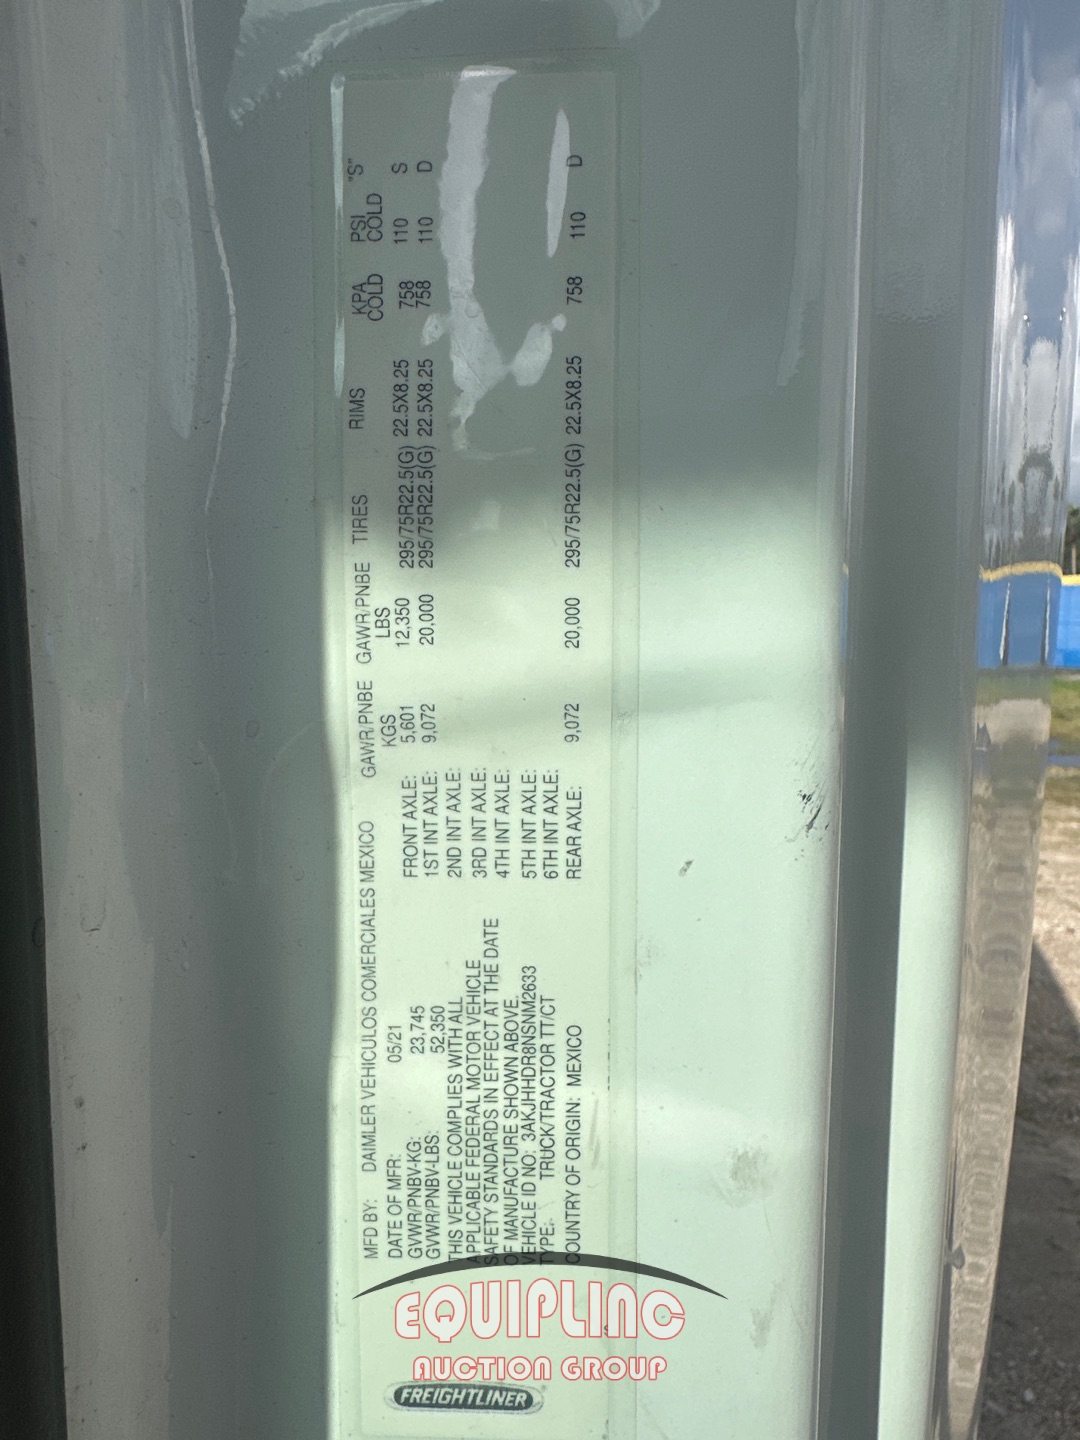 MFD BY: DAIMLER VEHICULOS COMERCIALES MEXICO
DATE OF MFR: 05/21
GVWR/PNBV-KG: 23,745
GVWR/PNBV-LBS: 52,350
THIS VEHICLE COMPLIES WITH ALL
APPLICABLE FEDERAL MOTOR VEHICLE
SAFETY STANDARDS IN EFFECT AT THE DATE
OF MANUFACTURE SHOWN ABOVE.
VEHICLE ID NO: 3AKJHHDR8NSNM2633
TYPE: TRUCK/TRACTOR TT/CT
COUNTRY OF ORIGIN: MEXICO
GAWR/PNBE GAWR/PNBE TIRES RIMS KPA PSI "S"
KGS LBS COLD COLD
FRONT AXLE: 5,601 12,350 295/75R22.5(G) 22.5X8.25 758 110 S
1ST INT AXLE: 9,072 20,000 295/75R22.5(G) 22.5X8.25 758 110 D
2ND INT AXLE:
3RD INT AXLE:
4TH INT AXLE:
5TH INT AXLE:
6TH INT AXLE:
REAR AXLE: 9,072 20,000 295/75R22.5(G) 22.5X8.25 758 110 D
EQUIPLINC
AUCTION GROUP
FREIGHTLINER